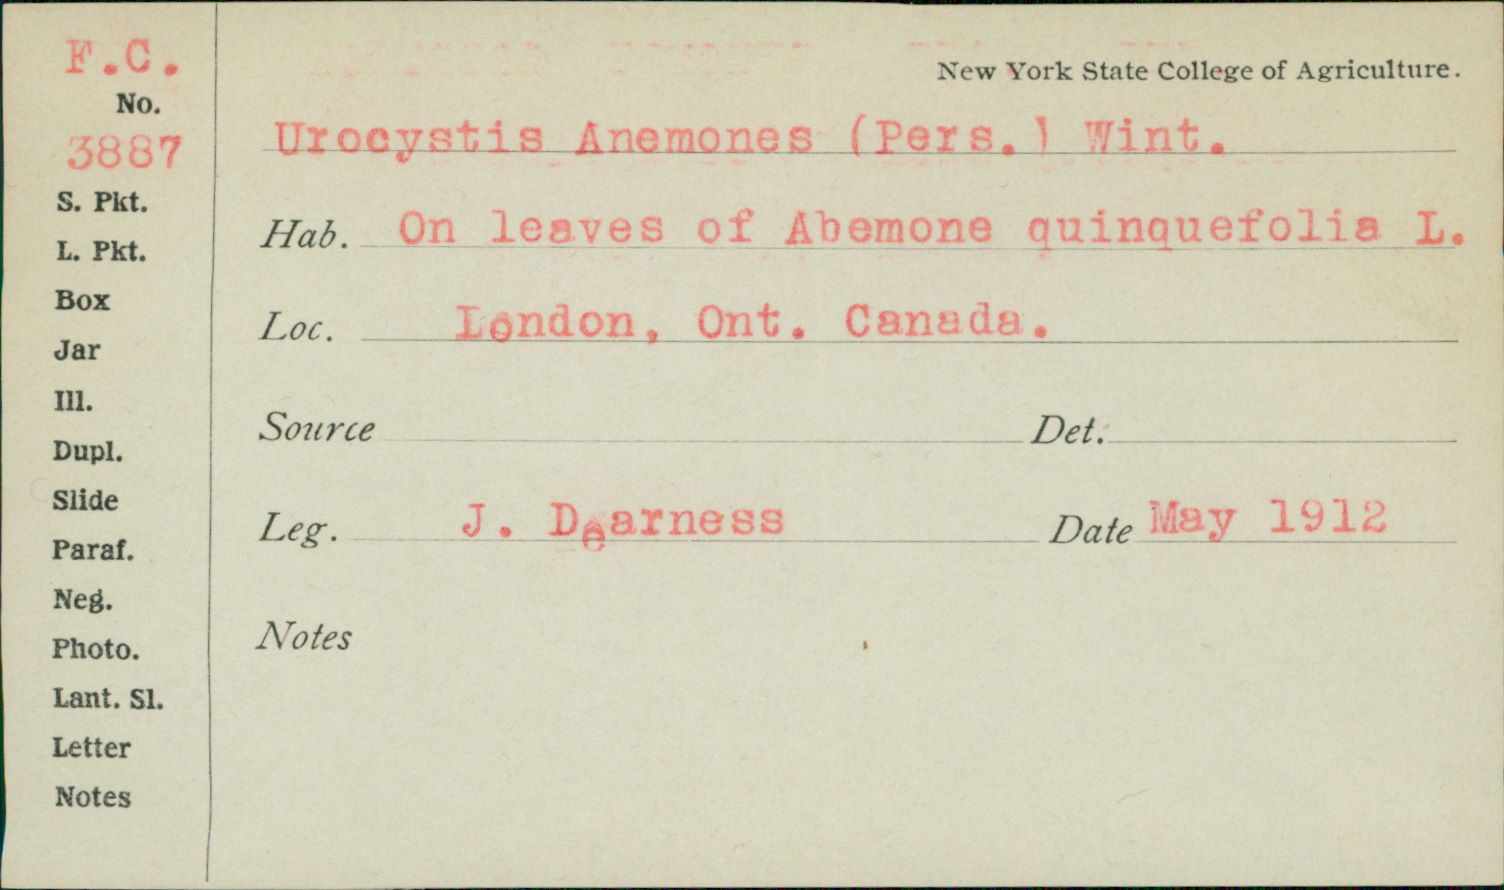 F.C.
No.
3887
S. Pkt.
L. Pkt.
Box
Jar
Ill.
Dupl.
Slide
Paraf.
Neg.
Photo.
Lant. Sl.
Letter
Notes
New York State College of Agriculture.
Urocystis Anemones (Pers.) Wint.
Hab. On leaves of Abemone quinquefolia L.
Loc. London, Ont. Canada.
Source Det.
Leg. J. Dearness Date May 1912
Notes